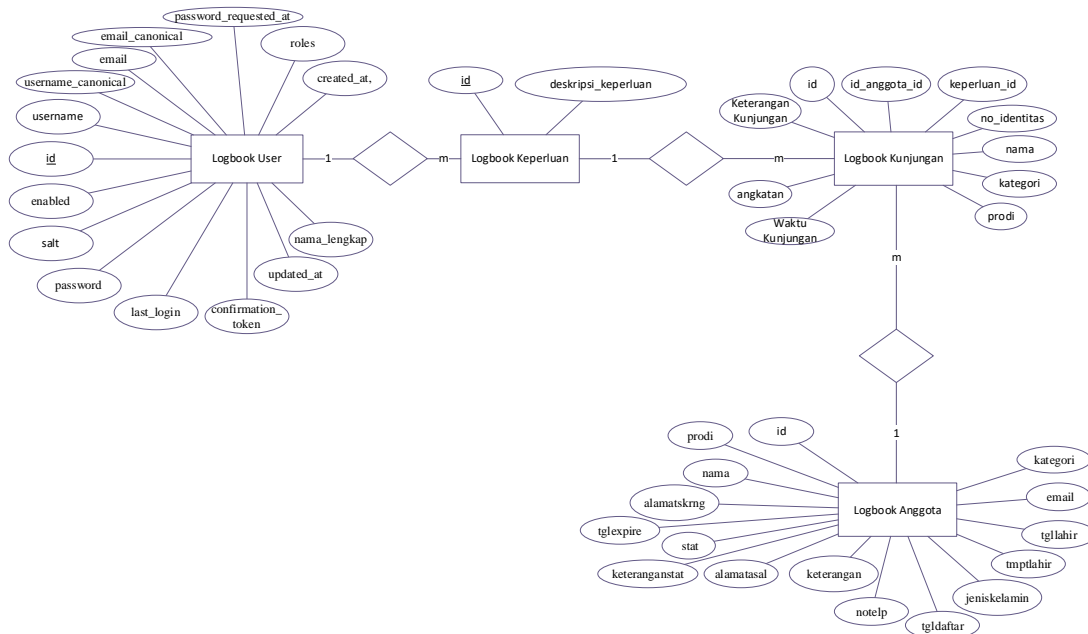 password_requested_at
email_canonical
roles
email
created_at,
username_canonical
username
id
enabled
salt
password
last_login
confirmation_
token
updated_at
nama_lengkap
Logbook User
1
m
id
deskripsi_keperluan
Logbook Keperluan
1
m
id
id_anggota_id
keperluan_id
Keterangan
Kunjungan
no_identitas
nama
Logbook Kunjungan
kategori
angkatan
prodi
Waktu
Kunjungan
m
1
id
prodi
kategori
nama
email
alamatskrng
Logbook Anggota
tglexpire
tgllahir
stat
tmptlahir
keteranganstat
alamatasal
keterangan
jeniskelamin
notelp
tgldaftar